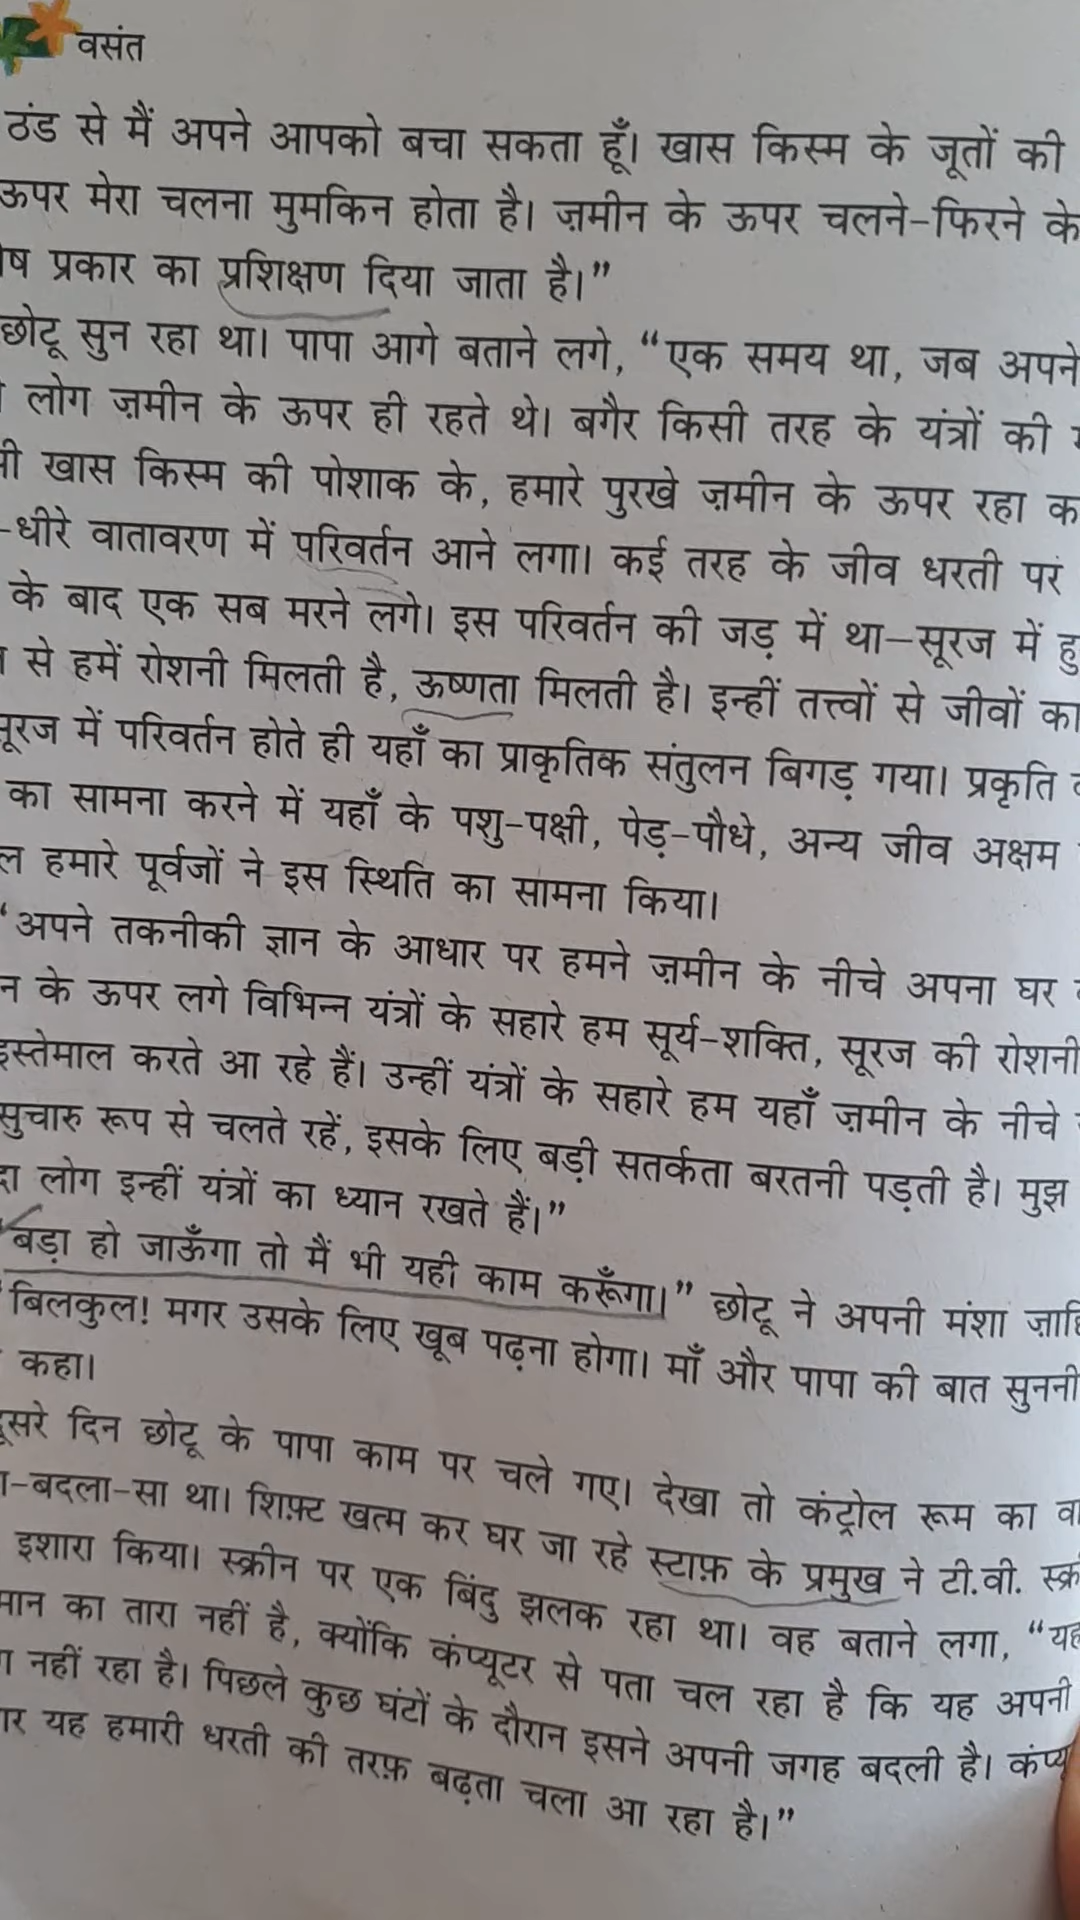 वसंत
ठंड से मैं अपने आपको बचा सकता हूँ। खास किस्म के जूतों की
ऊपर मेरा चलना मुमकिन होता है। ज़मीन के ऊपर चलने-फिरने के
प्रकार का प्रशिक्षण दिया जाता है।”
छोटू सुन रहा था। पापा आगे बताने लगे, “एक समय था, जब अपने
लोग ज़मीन के ऊपर ही रहते थे। बगैर किसी तरह के यंत्रों की
खास किस्म की पोशाक के, हमारे पुरखे ज़मीन के ऊपर रहा
-धीरे वातावरण में परिवर्तन आने लगा। कई तरह के जीव धरती पर
के बाद एक सब मरने लगे। इस परिवर्तन की जड़ में था—सूरज में
से हमें रोशनी मिलती है, ऊष्णता मिलती है। इन्हीं तत्त्वों से जीवों का
सूरज में परिवर्तन होते ही यहाँ का प्राकृतिक संतुलन बिगड़ गया। प्रकृति
का सामना करने में यहाँ के पशु-पक्षी, पेड़-पौधे, अन्य जीव अक्षम
हमारे पूर्वजों ने इस स्थिति का सामना किया।
“अपने तकनीकी ज्ञान के आधार पर हमने ज़मीन के नीचे अपना घर
के ऊपर लगे विभिन्न यंत्रों के सहारे हम सूर्य-शक्ति, सूरज की रोशनी
इस्तेमाल करते आ रहे हैं। उन्हीं यंत्रों के सहारे हम यहाँ ज़मीन के नीचे
सुचारु रूप से चलते रहें, इसके लिए बड़ी सतर्कता बरतनी पड़ती है। मुझ
लोग इन्हीं यंत्रों का ध्यान रखते हैं।”
“बड़ा हो जाऊँगा तो मैं भी यही काम करूँगा।” छोटू ने अपनी मंशा
“बिलकुल! मगर उसके लिए खूब पढ़ना होगा। माँ और पापा की बात सुननी
कहा।
दूसरे दिन छोटू के पापा काम पर चले गए। देखा तो कंट्रोल रूम का
-बदला-सा था। शिफ़्ट खत्म कर घर जा रहे स्टाफ़ के प्रमुख ने टी.वी.
इशारा किया। स्क्रीन पर एक बिंदु झलक रहा था। वह बताने लगा, “यह
का तारा नहीं है, क्योंकि कंप्यूटर से पता चल रहा है कि यह अपनी
नहीं रहा है। पिछले कुछ घंटों के दौरान इसने अपनी जगह बदली है।
यह हमारी धरती की तरफ़ बढ़ता चला आ रहा है।”